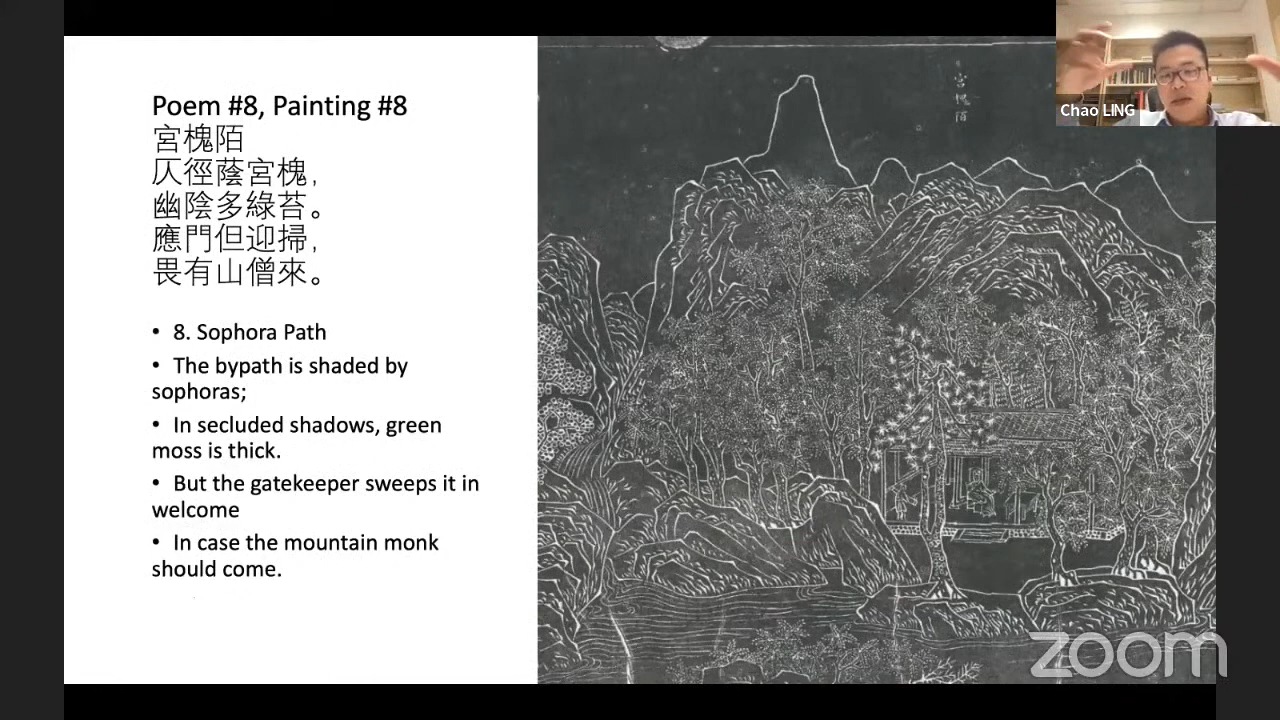 Poem #8, Painting #8
宮槐陌
仄徑蔭宮槐,
幽陰多綠苔。
應門但迎掃,
畏有山僧來。
• 8. Sophora Path
• The bypath is shaded by
sophoras;
• In secluded shadows, green
moss is thick.
• But the gatekeeper sweeps it in
welcome
• In case the mountain monk
should come.
宮槐陌
Chao LING
zoom